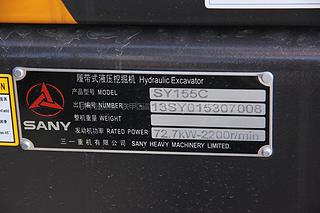 履带式液压挖掘机 Hydraulic Excavator
产品型号 MODEL SY155C
出厂编号 NUMBER 13SY015307008
整机重量 WEIGHT
发动机功率 RATED POWER 72.7kW-2200r/min
SANY
三一重机有限公司 SANY HEAVY MACHINERY LIMITED.